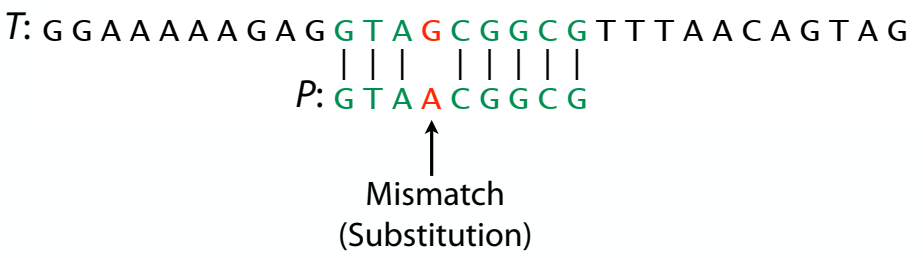 T: G G A A A A A A G A G G T A G C G G C G T T T A A C A G T A G
P: G T A A C G G C G
Mismatch
(Substitution)